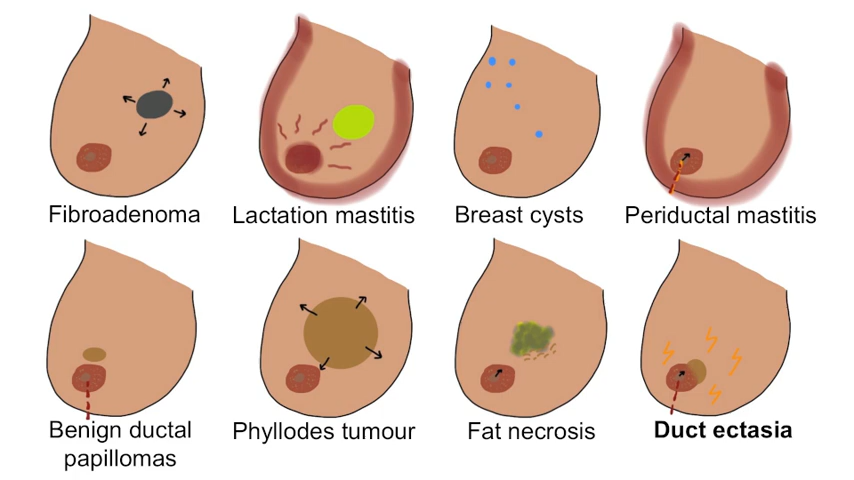 Fibroadenoma
Lactation mastitis
Breast cysts
Periductal mastitis
Benign ductal
papillomas
Phyllodes tumour
Fat necrosis
Duct ectasia